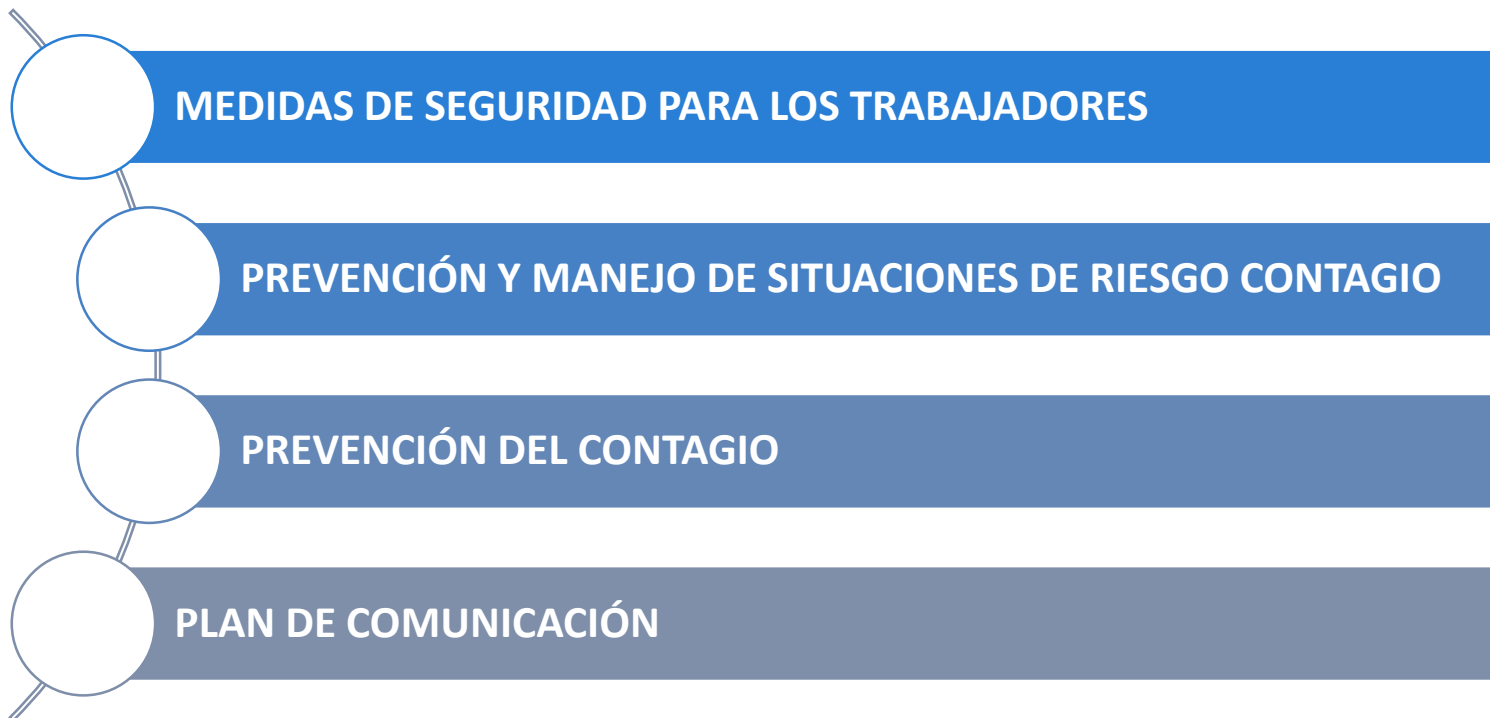 MEDIDAS DE SEGURIDAD PARA LOS TRABAJADORES
PREVENCIÓN Y MANEJO DE SITUACIONES DE RIESGO CONTAGIO
PREVENCIÓN DEL CONTAGIO
PLAN DE COMUNICACIÓN